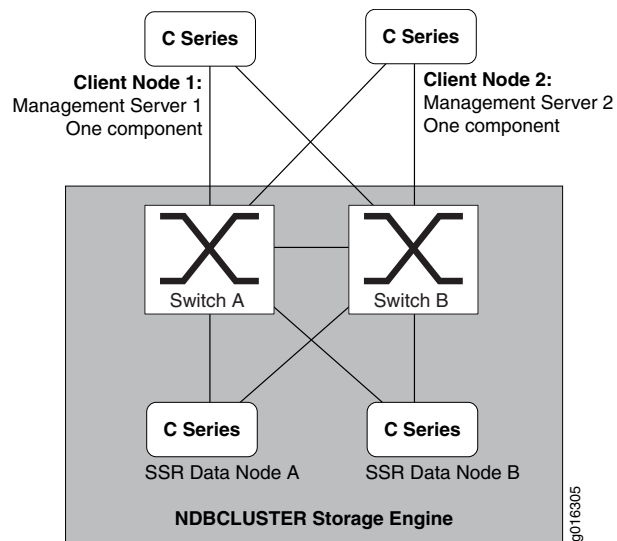 C Series
C Series
Client Node 1:
Management Server 1
One component
Client Node 2:
Management Server 2
One component
Switch A
Switch B
C Series
C Series
SSR Data Node A
SSR Data Node B
NDBCLUSTER Storage Engine
g016305